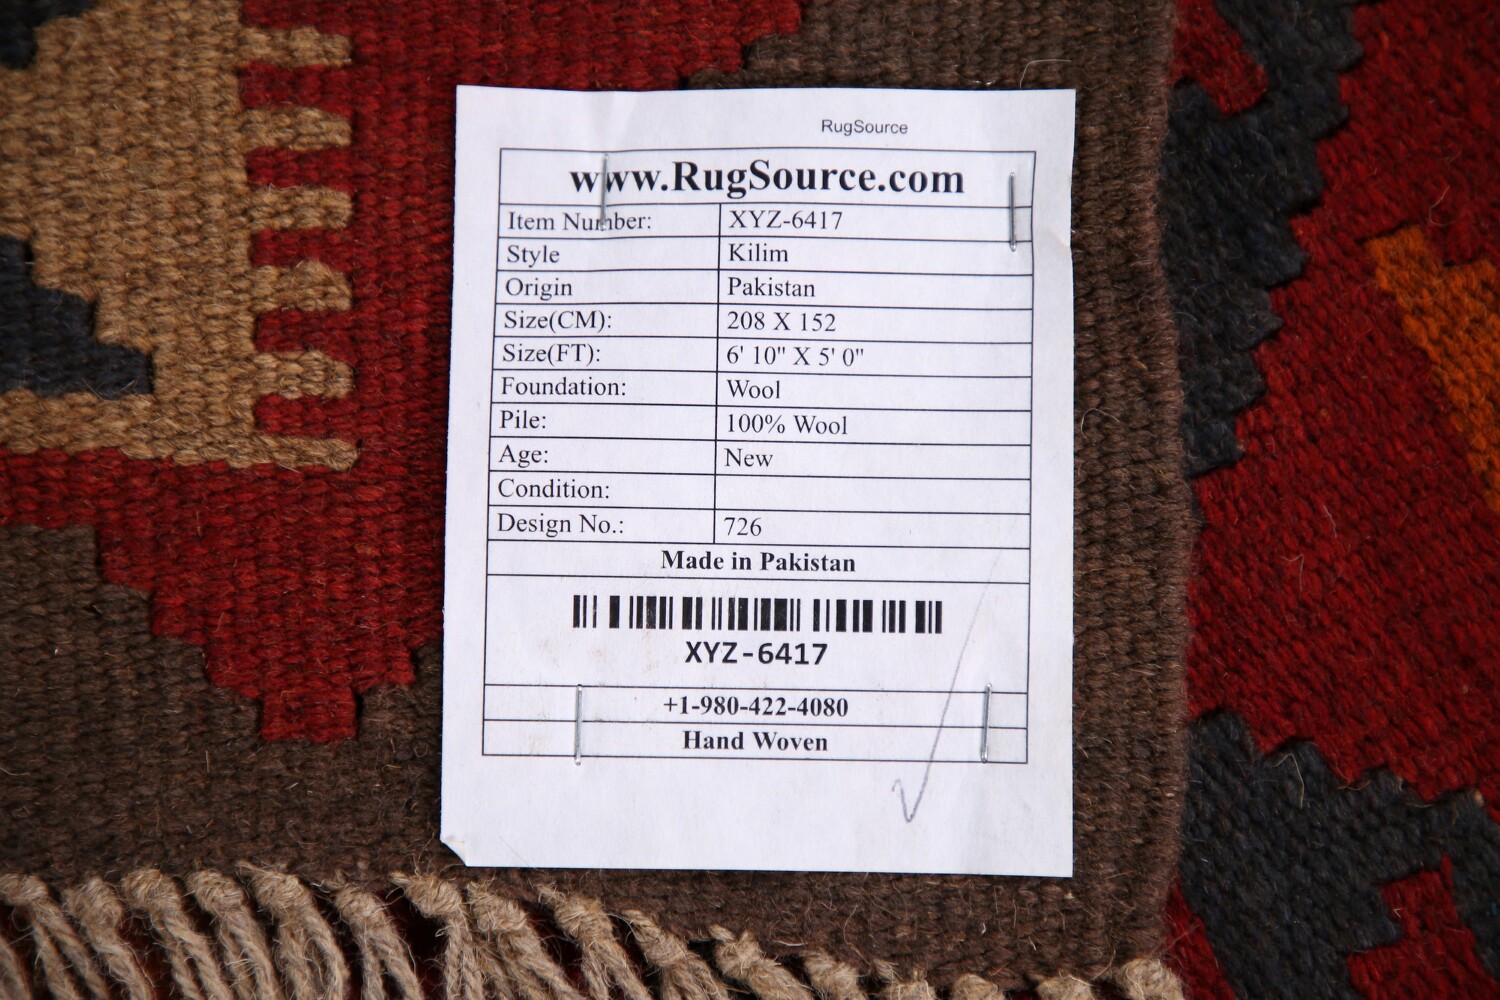 RugSource
www.RugSource.com
Item Number: XYZ-6417
Style Kilim
Origin Pakistan
Size(CM): 208 X 152
Size(FT): 6' 10" X 5' 0"
Foundation: Wool
Pile: 100% Wool
Age: New
Condition:
Design No.: 726
Made in Pakistan
XYZ-6417
+1-980-422-4080
Hand Woven